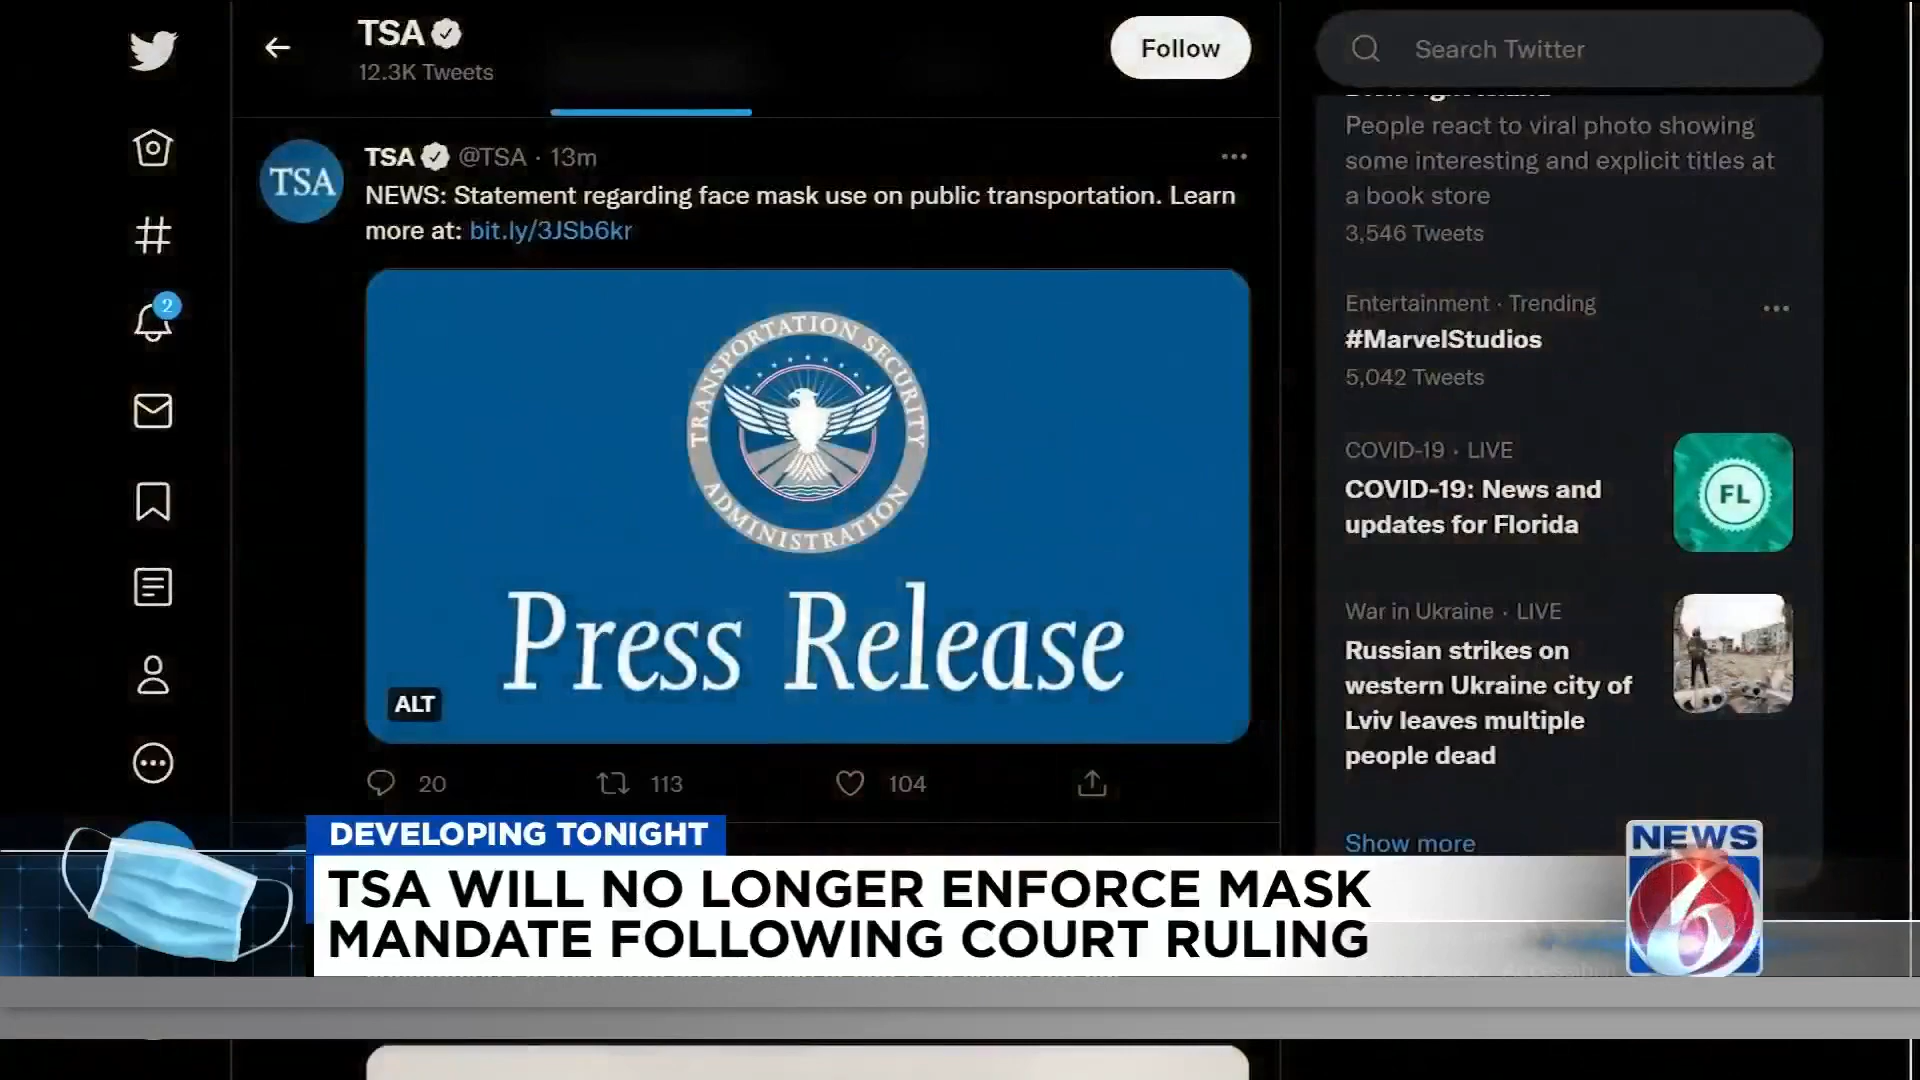 TSA
12.3K Tweets
Follow
Search Twitter
TSA
TSA @TSA · 13m
NEWS: Statement regarding face mask use on public transportation. Learn
more at: bit.ly/3JSb6kr
TRANSPORTATION SECURITY
ADMINISTRATION
Press Release
ALT
20
113
104
2
People react to viral photo showing
some interesting and explicit titles at
a book store
3,546 Tweets
Entertainment · Trending
#MarvelStudios
5,042 Tweets
COVID-19 · LIVE
COVID-19: News and
updates for Florida
FL
War in Ukraine · LIVE
Russian strikes on
western Ukraine city of
Lviv leaves multiple
people dead
Show more
DEVELOPING TONIGHT
TSA WILL NO LONGER ENFORCE MASK
MANDATE FOLLOWING COURT RULING
NEWS
6